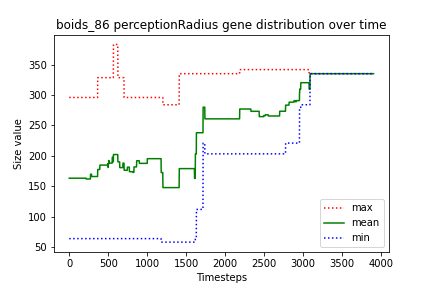 boids_86 perceptionRadius gene distribution over time
Size value
350
300
250
200
150
100
50
0 500 1000 1500 2000 2500 3000 3500 4000
Timesteps
max
mean
min